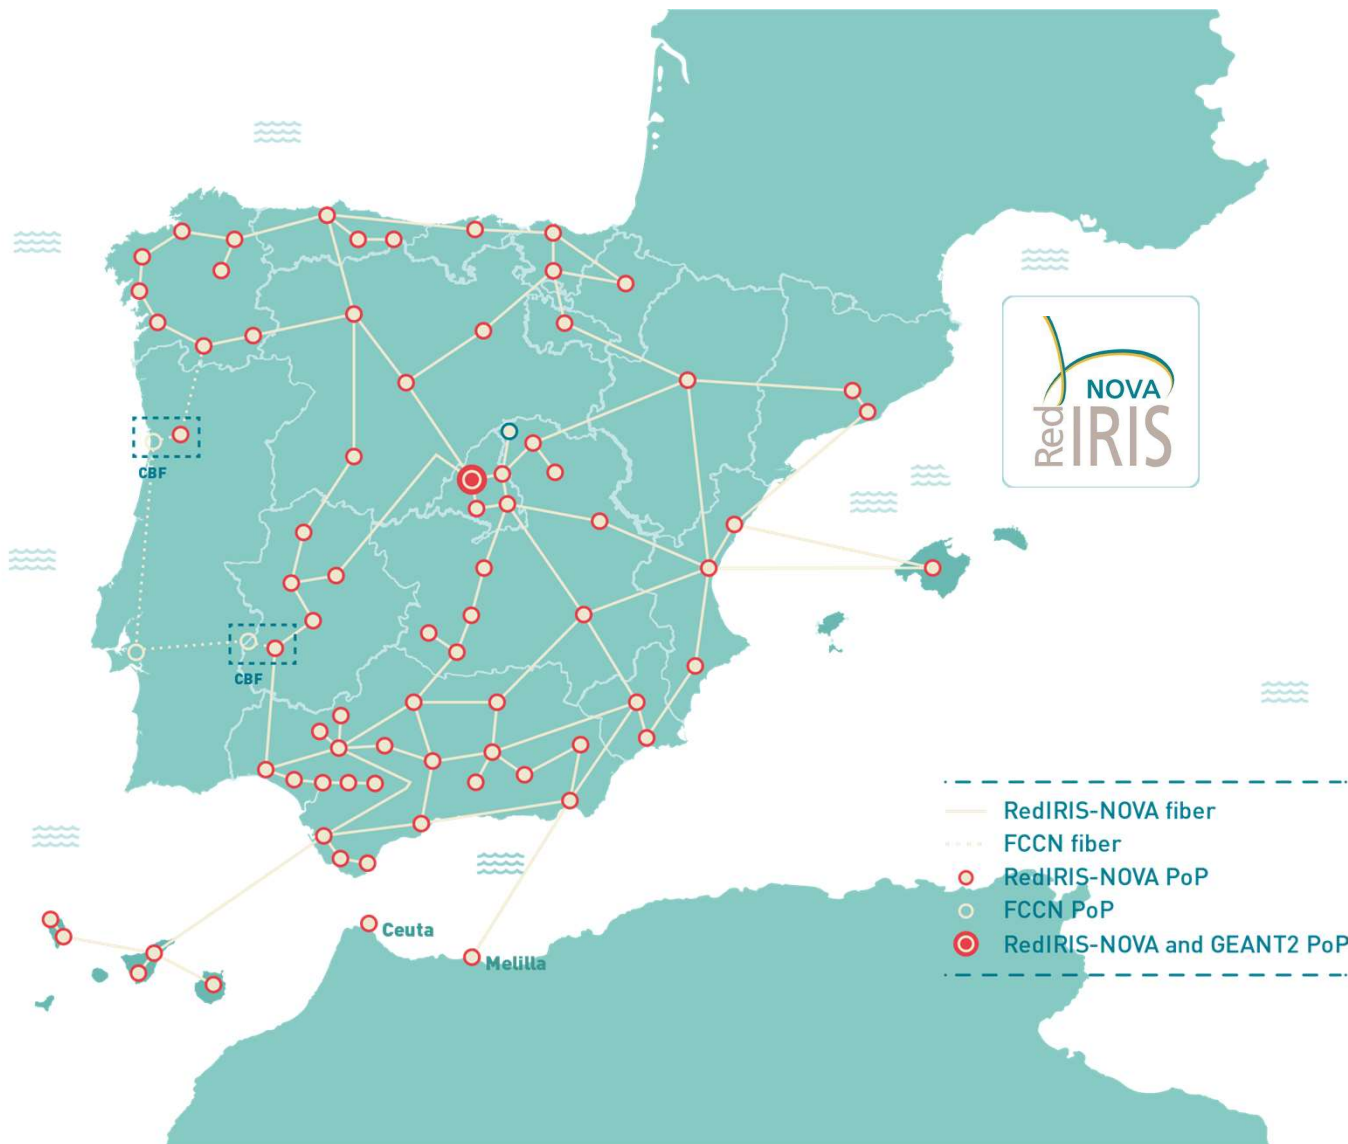 NOVA
Red
IRIS
CBF
CBF
RedIRIS-NOVA fiber
FCCN fiber
RedIRIS-NOVA PoP
FCCN PoP
RedIRIS-NOVA and GEANT2 PoP
Ceuta
Melilla